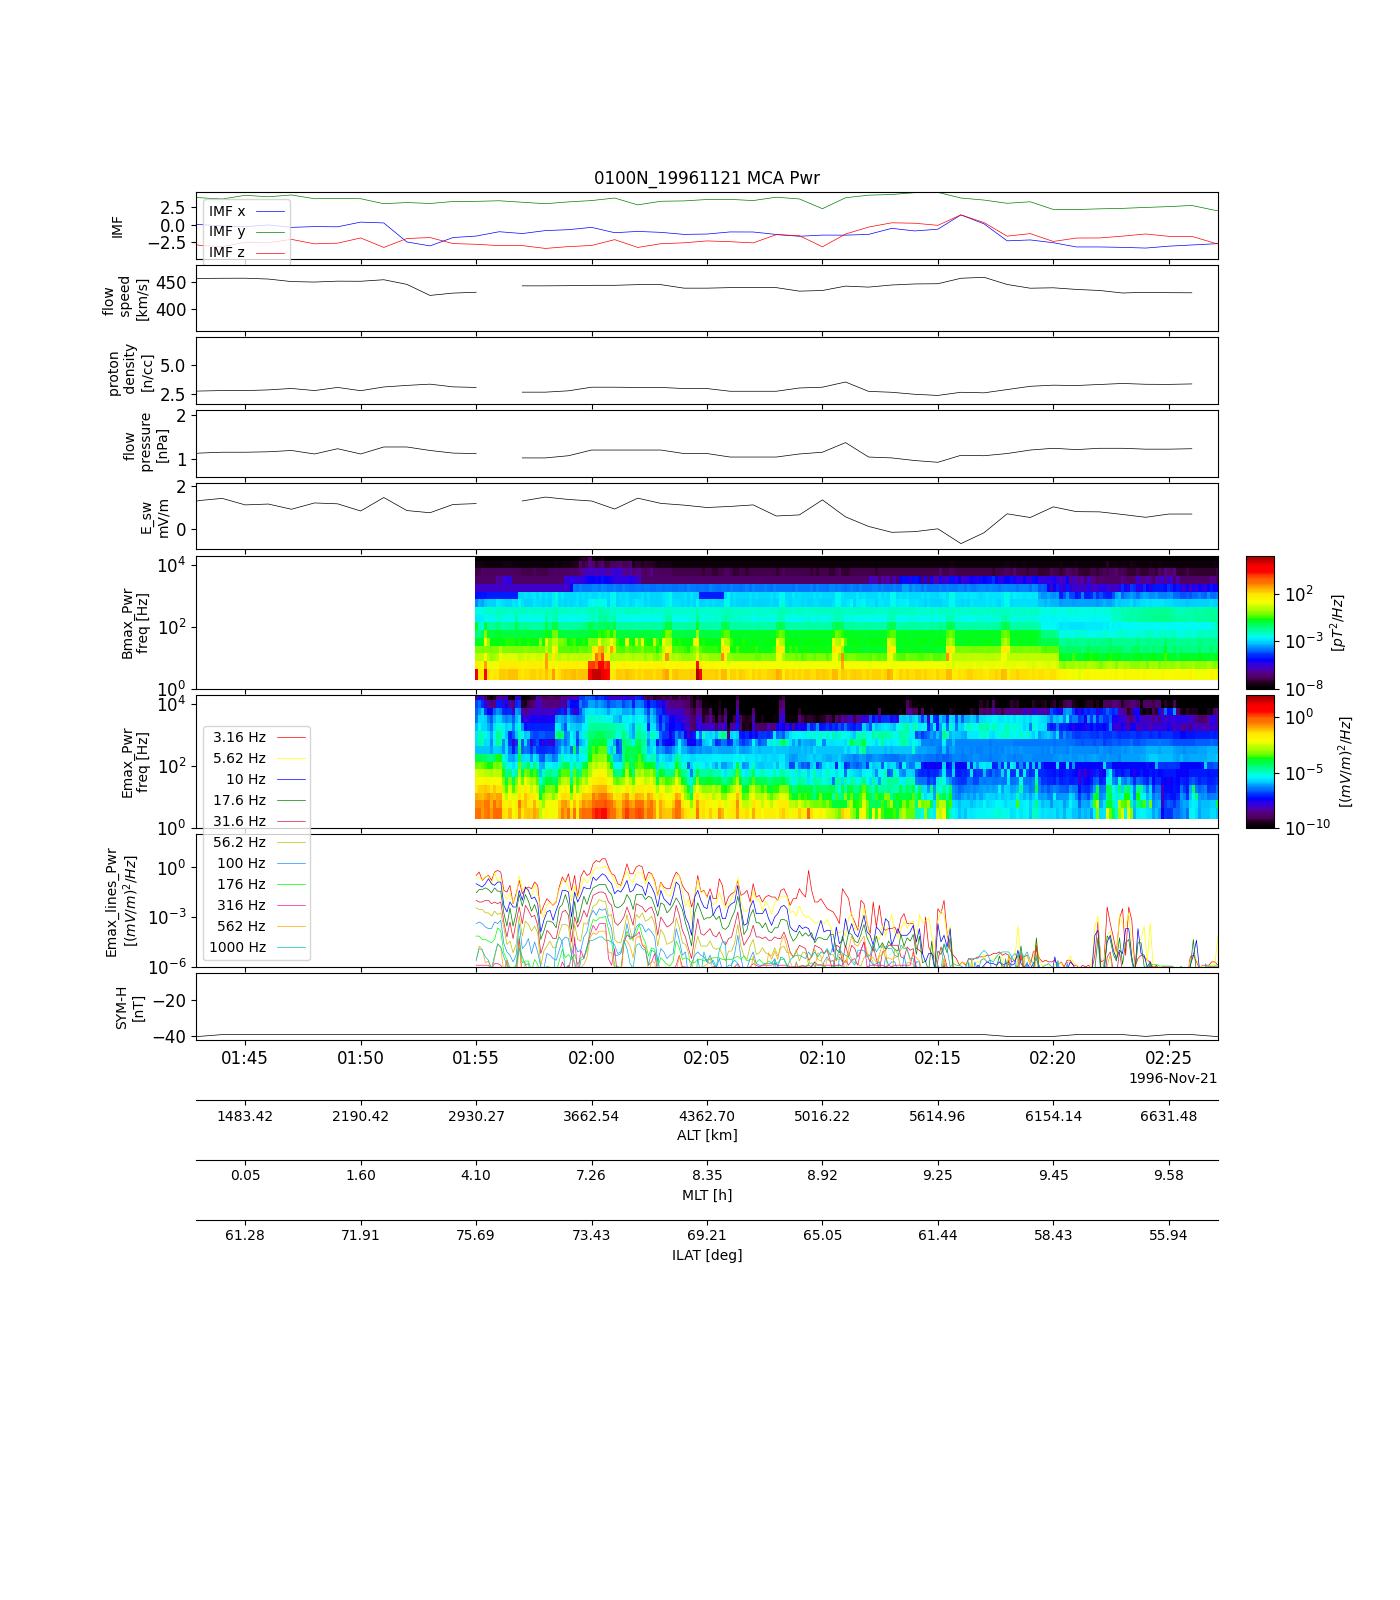 0100N_19961121 MCA Pwr
IMF
2.5
0.0
−2.5
IMF x
IMF y
IMF z
flow
speed
[km/s]
450
400
proton
density
[n/cc]
5.0
2.5
flow
pressure
[nPa]
2
1
E_sw
mV/m
2
0
Bmax_Pwr
freq [Hz]
10^4
10^2
10^0
10^2
10^−3
10^−8
[pT^2/Hz]
Emax_Pwr
freq [Hz]
10^4
10^2
10^0
10^0
10^−5
10^−10
[(mV/m)^2/Hz]
3.16 Hz
5.62 Hz
10 Hz
17.6 Hz
31.6 Hz
56.2 Hz
100 Hz
176 Hz
316 Hz
562 Hz
1000 Hz
Emax_lines_Pwr
[(mV/m)^2/Hz]
10^0
10^−3
10^−6
SYM-H
[nT]
−20
−40
01:45 01:50 01:55 02:00 02:05 02:10 02:15 02:20 02:25
1996-Nov-21
1483.42 2190.42 2930.27 3662.54 4362.70 5016.22 5614.96 6154.14 6631.48
ALT [km]
0.05 1.60 4.10 7.26 8.35 8.92 9.25 9.45 9.58
MLT [h]
61.28 71.91 75.69 73.43 69.21 65.05 61.44 58.43 55.94
ILAT [deg]